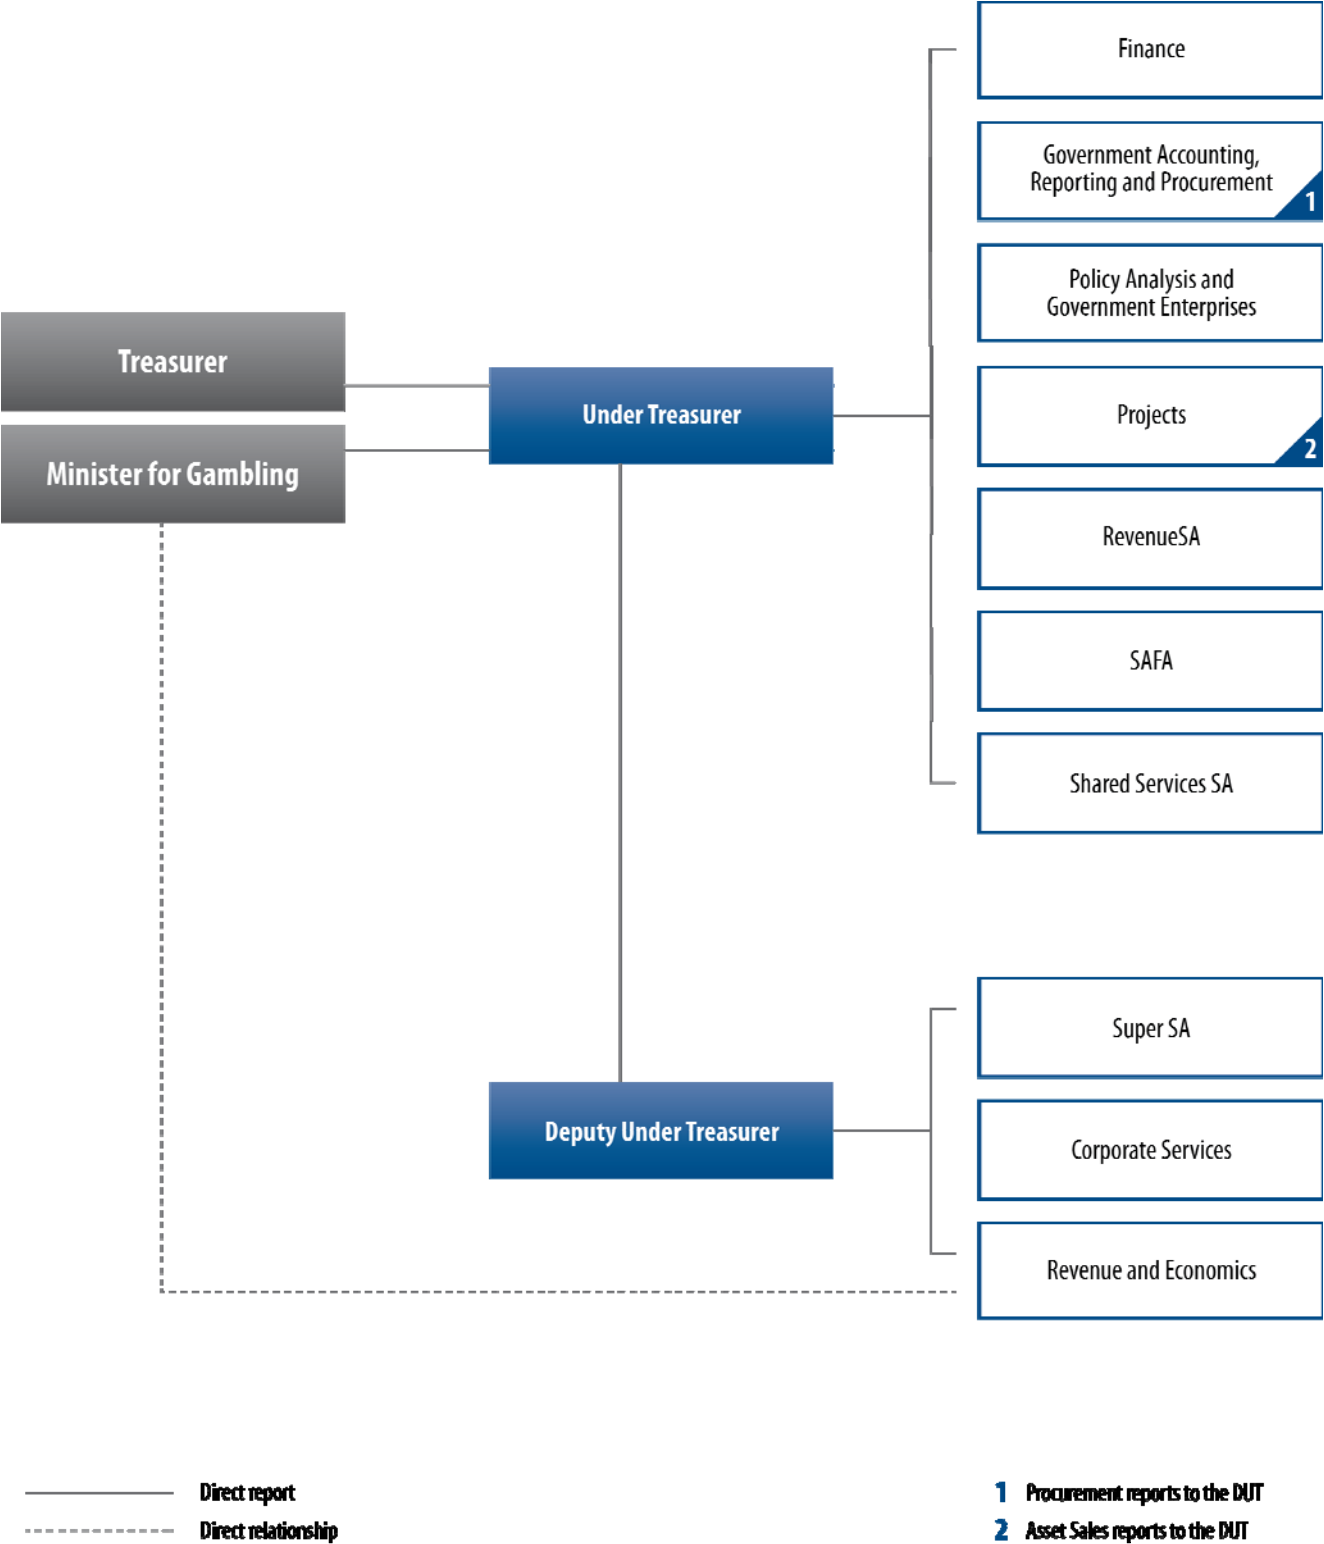 Finance
Government Accounting,
Reporting and Procurement
1
Policy Analysis and
Government Enterprises
Treasurer
Minister for Gambling
Under Treasurer
Projects
2
RevenueSA
SAFA
Shared Services SA
Super SA
Deputy Under Treasurer
Corporate Services
Revenue and Economics
Direct report
Direct relationship
1 Procurement reports to the DUT
2 Asset Sales reports to the DUT